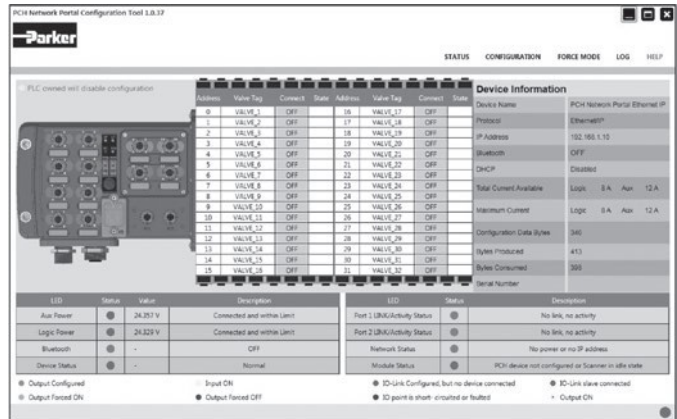 PCH Network Portal Configuration Tool 1.0.37
Parker
STATUS CONFIGURATION FORCE MODE LOG HELP
PLC owned will disable configuration
Address Valve Tag Connect State Address Valve Tag Connect State
0 VALVE_1 OFF 16 VALVE_17 OFF
1 VALVE_2 OFF 17 VALVE_18 OFF
2 VALVE_3 OFF 18 VALVE_19 OFF
3 VALVE_4 OFF 19 VALVE_20 OFF
4 VALVE_5 OFF 20 VALVE_21 OFF
5 VALVE_6 OFF 21 VALVE_22 OFF
6 VALVE_7 OFF 22 VALVE_23 OFF
7 VALVE_8 OFF 23 VALVE_24 OFF
8 VALVE_9 OFF 24 VALVE_25 OFF
9 VALVE_10 OFF 25 VALVE_26 OFF
10 VALVE_11 OFF 26 VALVE_27 OFF
11 VALVE_12 OFF 27 VALVE_28 OFF
12 VALVE_13 OFF 28 VALVE_29 OFF
13 VALVE_14 OFF 29 VALVE_30 OFF
14 VALVE_15 OFF 30 VALVE_31 OFF
15 VALVE_16 OFF 31 VALVE_32 OFF
Device Information
Device Name PCH Network Portal Ethernet IP
Protocol Ethernet/IP
IP Address 192.168.1.10
Bluetooth OFF
DHCP Disabled
Total Current Available Logic 8 A Aux 12 A
Maximum Current Logic 8 A Aux 12 A
Configuration Data Bytes 346
Bytes Produced 413
Bytes Consumed 398
Serial Number
LED Status Value Description
Aux Power 24.357 V Connected and within Limit
Logic Power 24.329 V Connected and within Limit
Bluetooth - OFF
Device Status - Normal
LED Status Description
Port 1 LINK/Activity Status No link, no activity
Port 2 LINK/Activity Status No link, no activity
Network Status No power or no IP address
Module Status PCH device not configured or Scanner in idle state
Output Configured Input ON IO-Link Configured, but no device connected IO-Link slave connected
Output Forced ON Output Forced OFF IO point is short- circuited or faulted Output ON